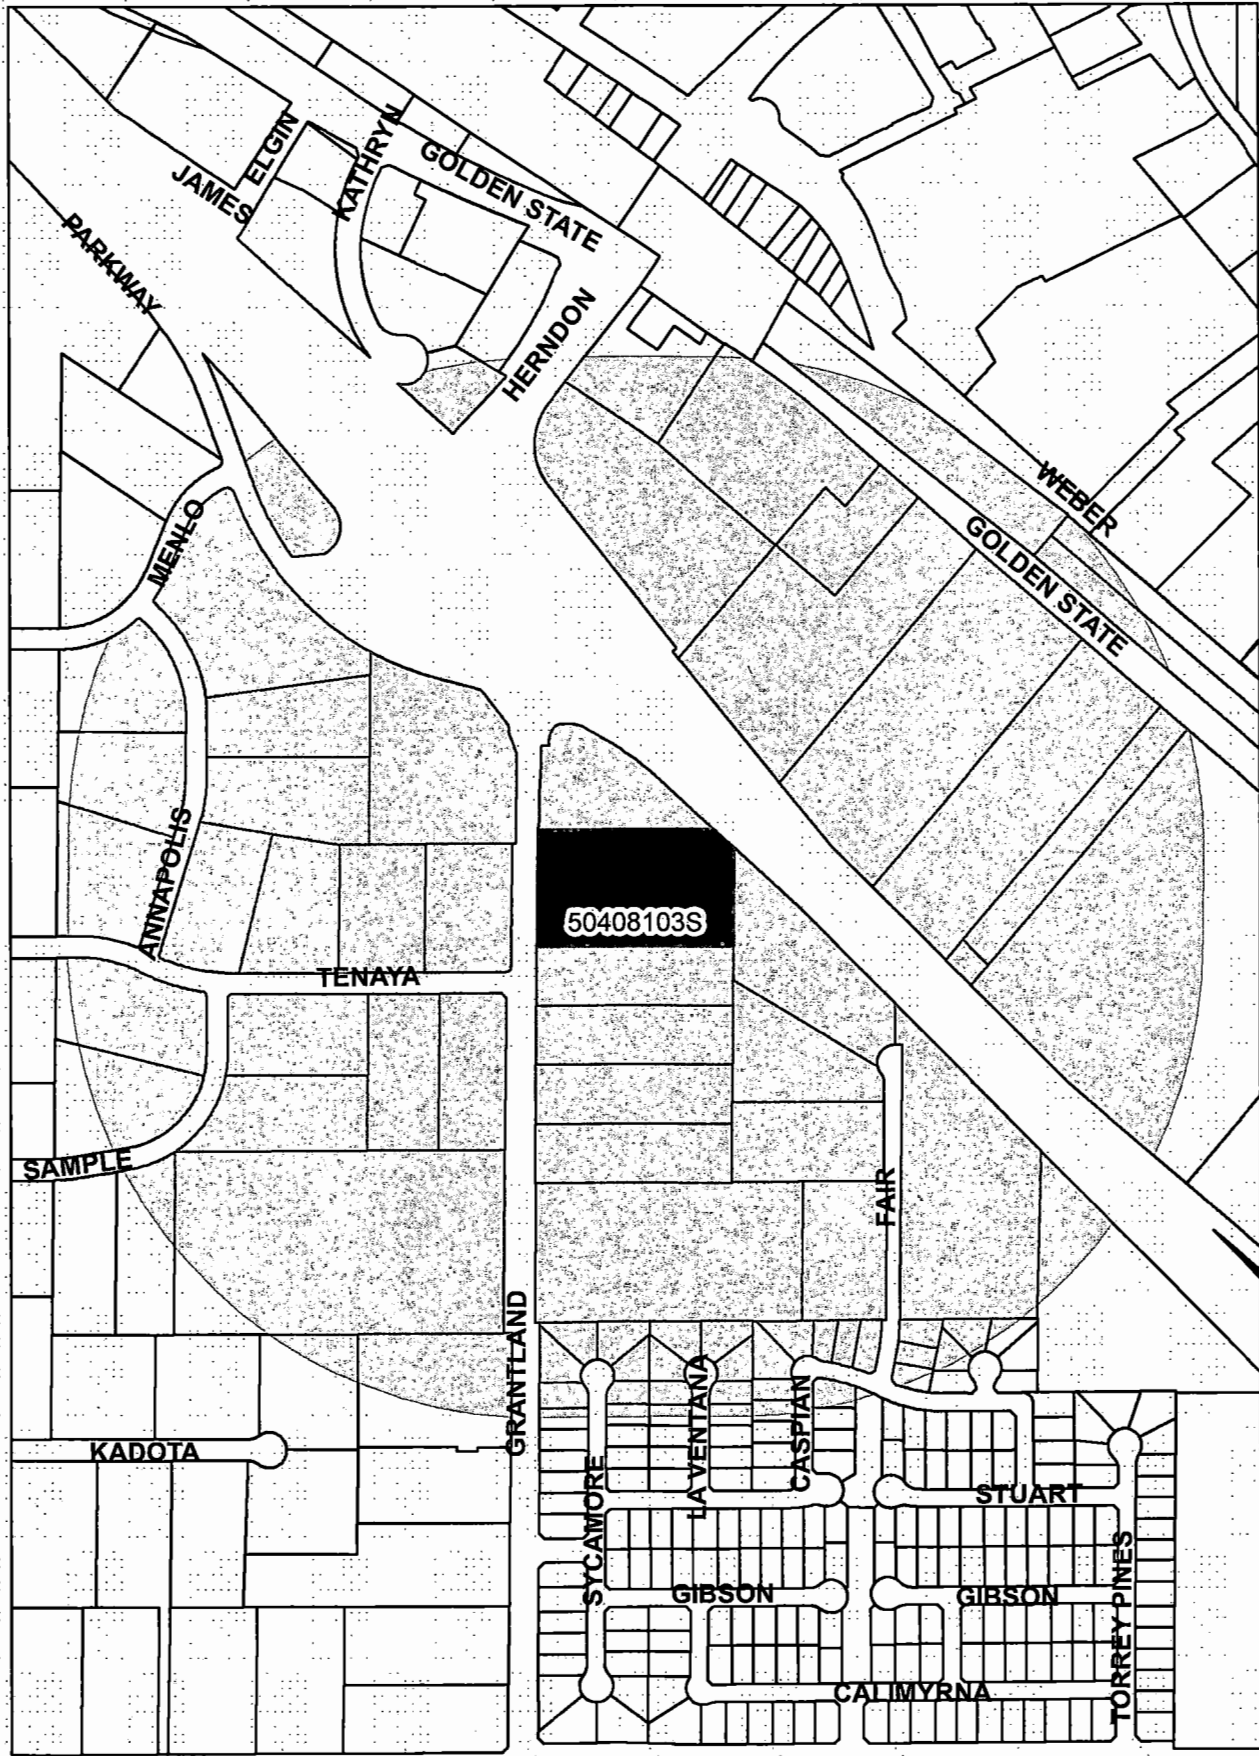 KATHRYN
ELGIN
GOLDEN STATE
JAMES
PARKWAY
HERNDON
WEBER
MENLO
GOLDEN STATE
ANNAPOLIS
50408103S
TENAYA
SAMPLE
FAIR
GRANTLAND
LA VENTANA
CASPIAN
KADOTA
SYCAMORE
STUART
TORREY PINES
GIBSON
GIBSON
CALIMYRNA